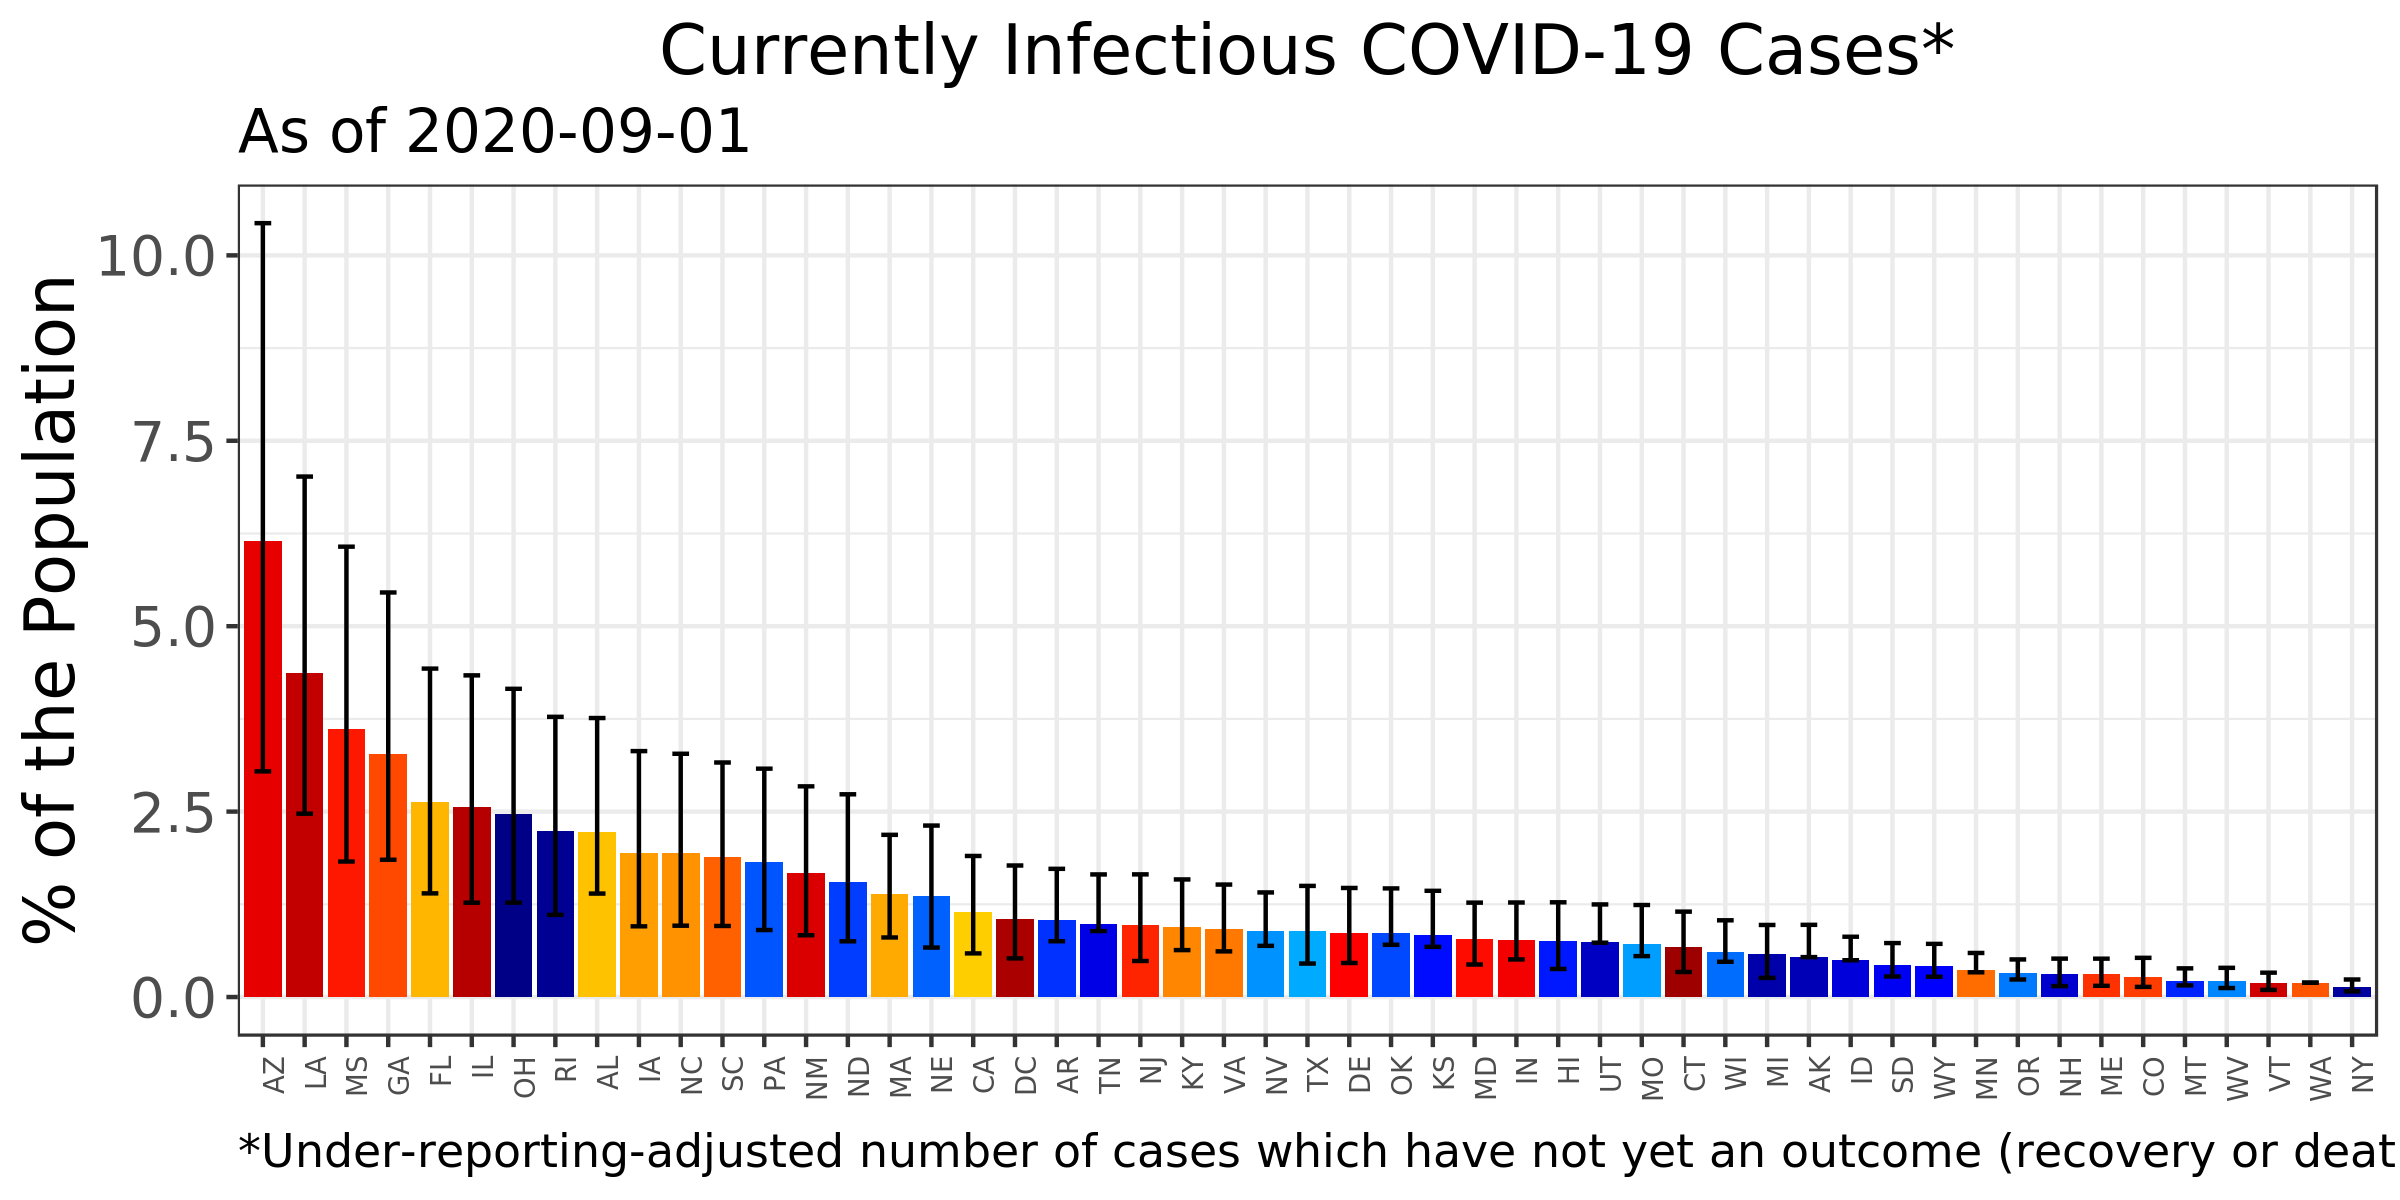 Currently Infectious COVID-19 Cases*
As of 2020-09-01
% of the Population
10.0
7.5
5.0
2.5
0.0
AZ LA MS GA FL IL OH RI AL IA NC SC PA NM ND MA NE CA DC AR TN NJ KY VA NV TX DE OK KS MD IN HI UT MO CT WI MI AK ID SD WY MN OR NH ME CO MT WV VT WA NY
*Under-reporting-adjusted number of cases which have not yet an outcome (recovery or deat